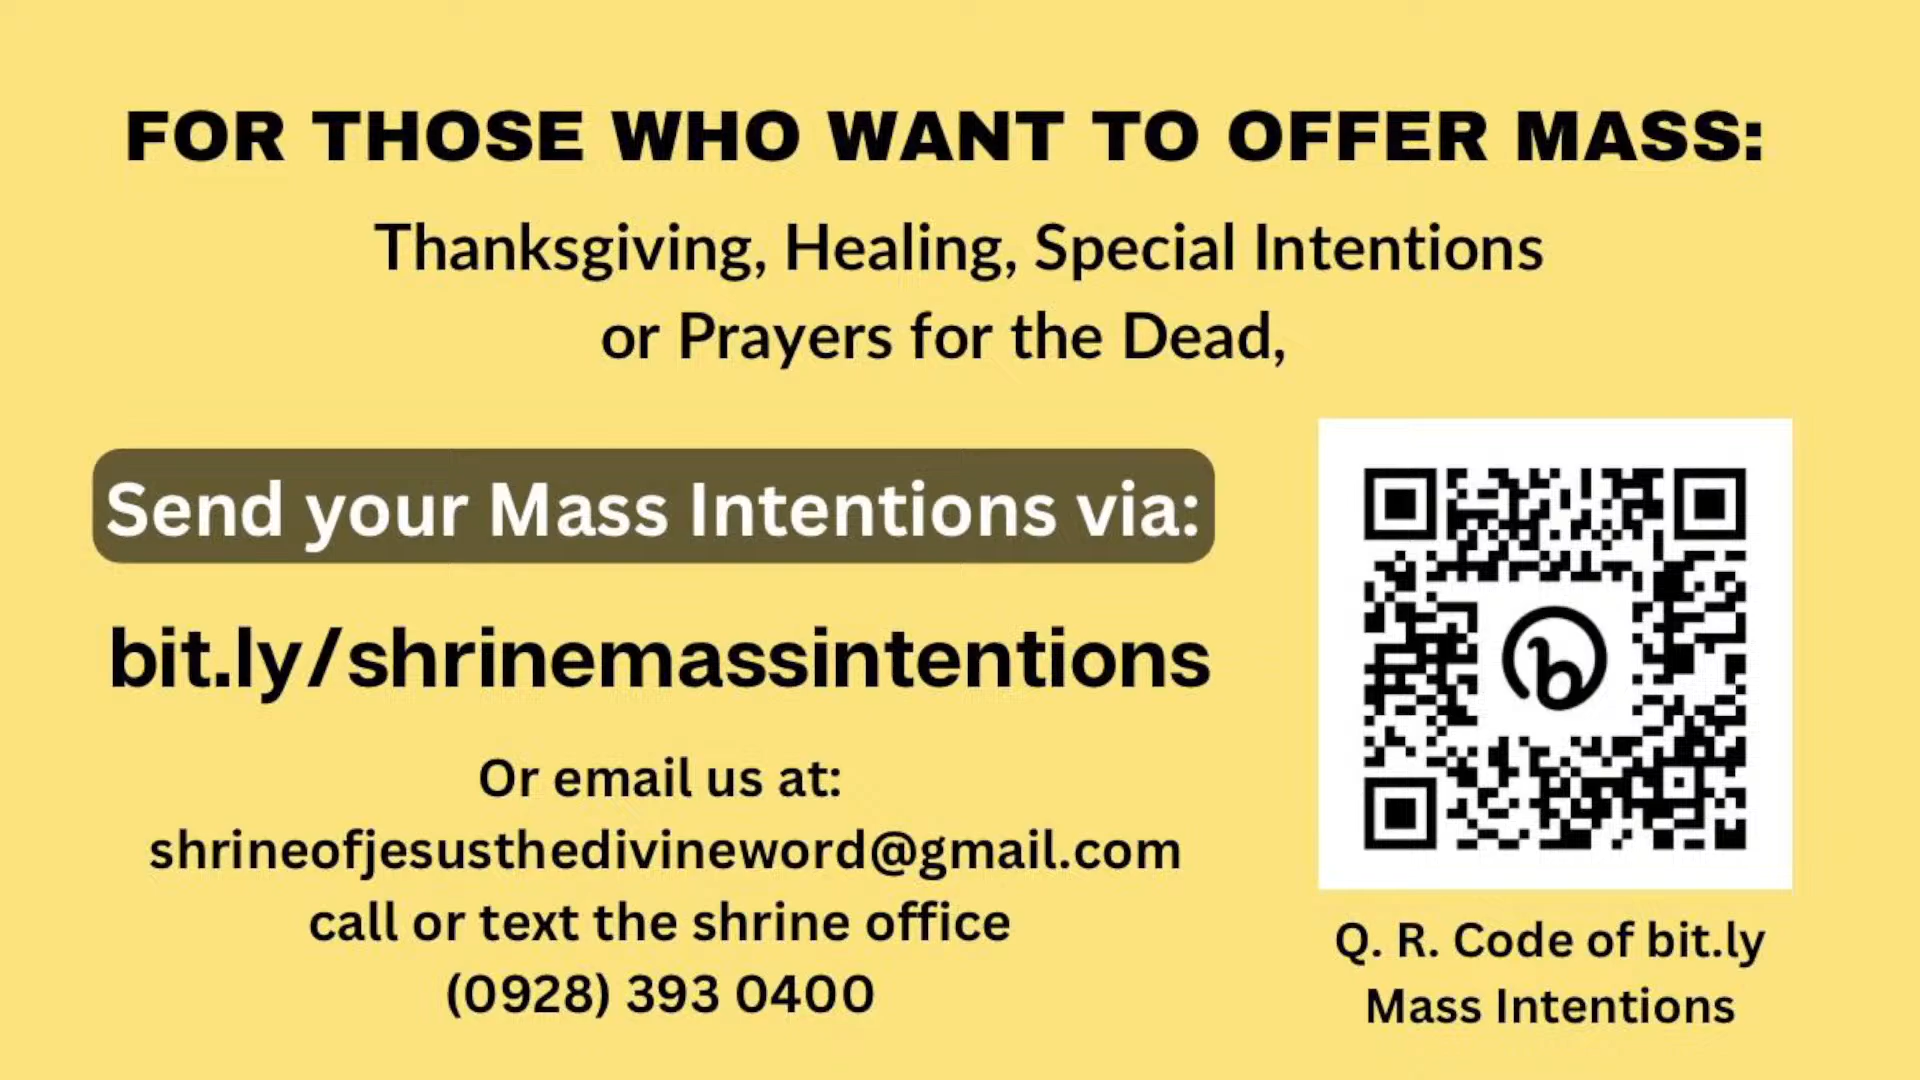 FOR THOSE WHO WANT TO OFFER MASS:
Thanksgiving, Healing, Special Intentions
or Prayers for the Dead,
Send your Mass Intentions via:
bit.ly/shrinemassintentions
Or email us at:
shrineofjesusthedivineword@gmail.com
call or text the shrine office
(0928) 393 0400
b
Q. R. Code of bit.ly
Mass Intentions